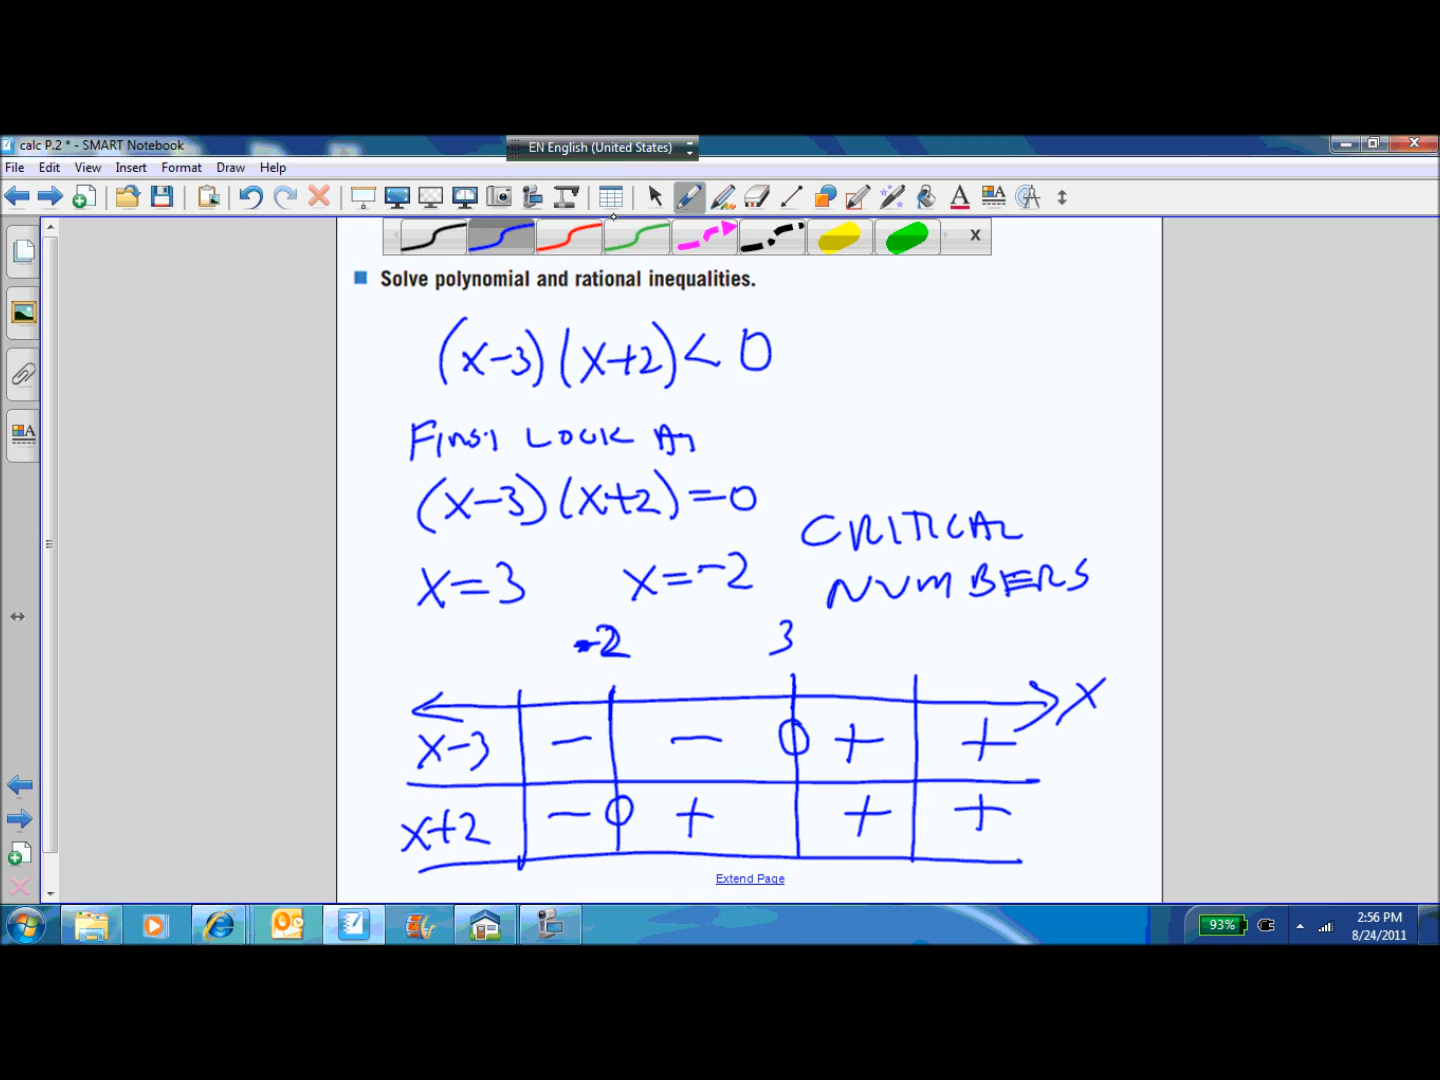 calc P.2 * - SMART Notebook
EN English (United States)
File Edit View Insert Format Draw Help
x
Solve polynomial and rational inequalities.
(x-3)(x+2)<0
FIRST LOOK AT
(x-3)(x+2)=0
CRITICAL
x=3 x=-2 NUMBERS
-2 3
X
x-3 - - 0 + +
x+2 - 0 + + +
Extend Page
93%
2:56 PM
8/24/2011